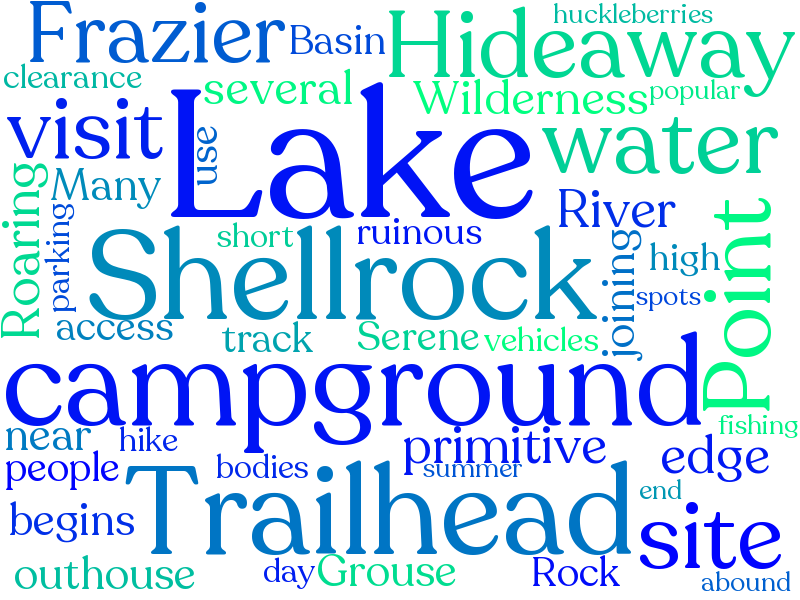 huckleberries
Frazier
Basin
Hideaway
clearance
several
Wilderness
popular
visit
Lake
use
water
Many
Roaring
parking
River
Point
short
ruinous
Shellrock
joining
high
spots
access
track
Serene
vehicles
campground
fishing
near
hike
primitive
edge
people
bodies
summer
Trailhead
end
begins
site
outhouse
day
Grouse
Rock
abound